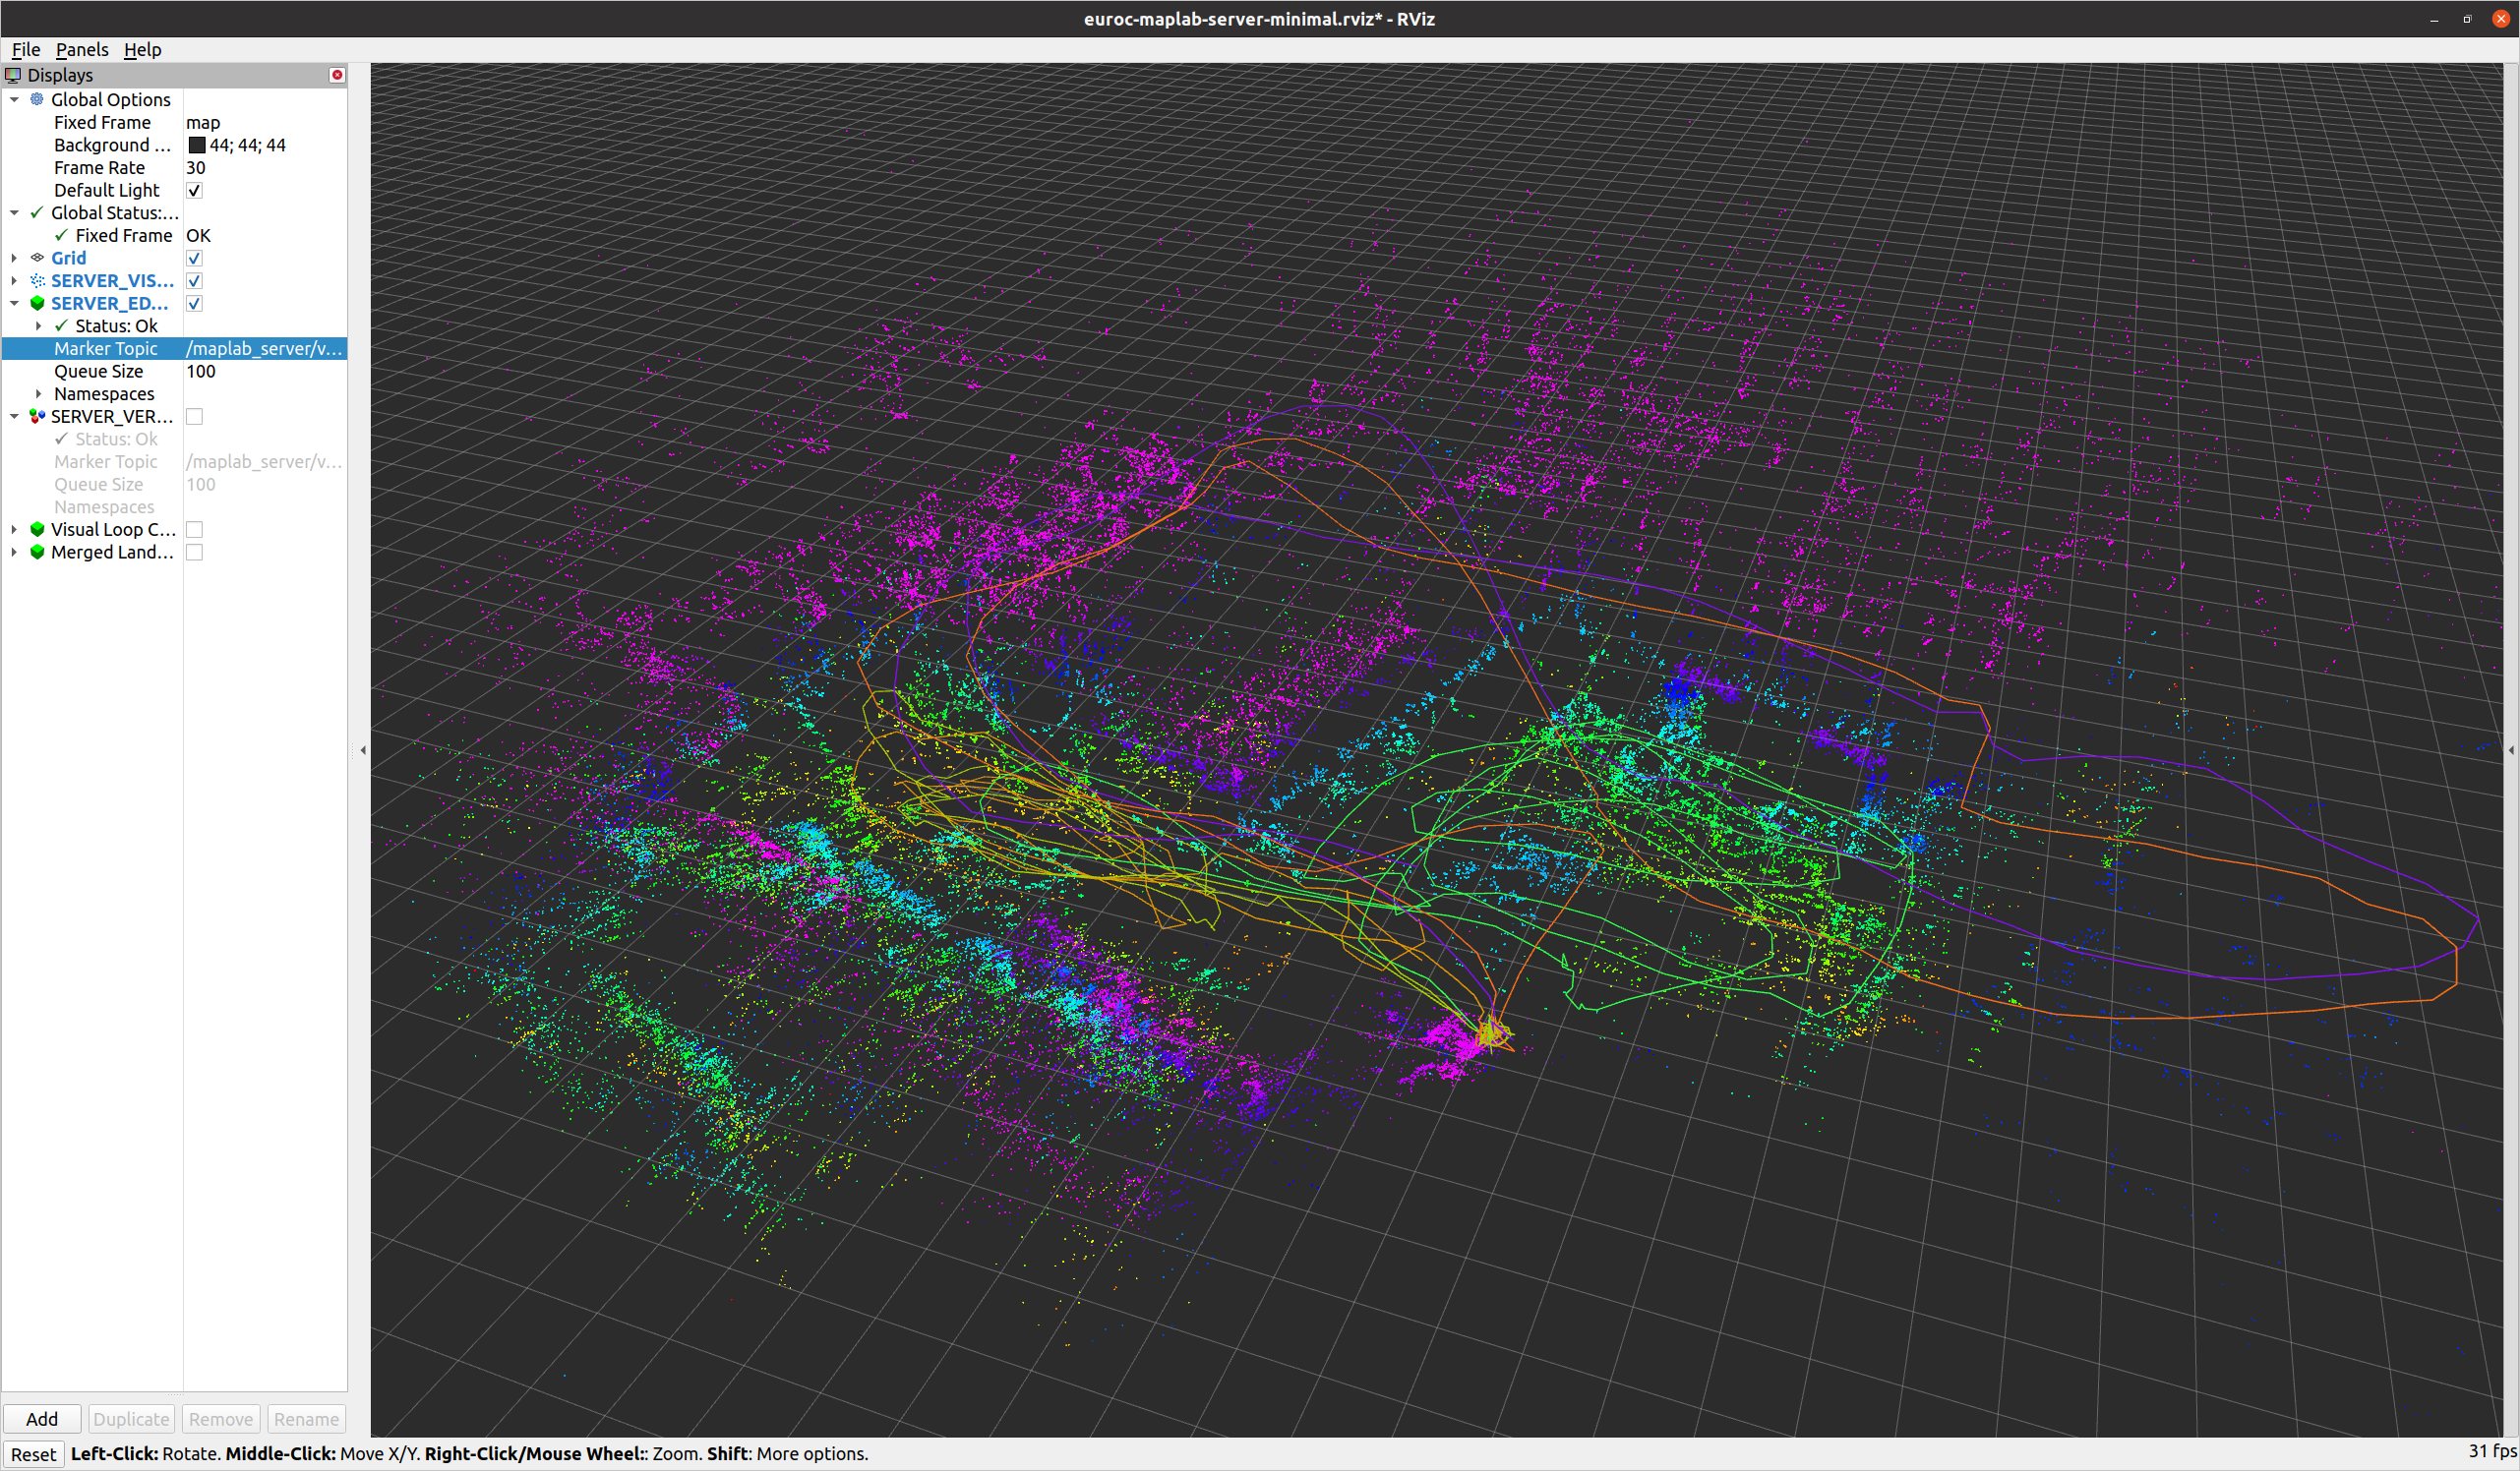 euroc-maplab-server-minimal.rviz* - RViz
File Panels Help
Displays
Global Options
Fixed Frame map
Background ... 44; 44; 44
Frame Rate 30
Default Light
Global Status:...
Fixed Frame OK
Grid
SERVER_VIS...
SERVER_ED...
Status: Ok
Marker Topic /maplab_server/v...
Queue Size 100
Namespaces
SERVER_VER...
Status: Ok
Marker Topic /maplab_server/v...
Queue Size 100
Namespaces
Visual Loop C...
Merged Land...
Add Duplicate Remove Rename
Reset Left-Click: Rotate. Middle-Click: Move X/Y. Right-Click/Mouse Wheel:: Zoom. Shift: More options. 31 fps